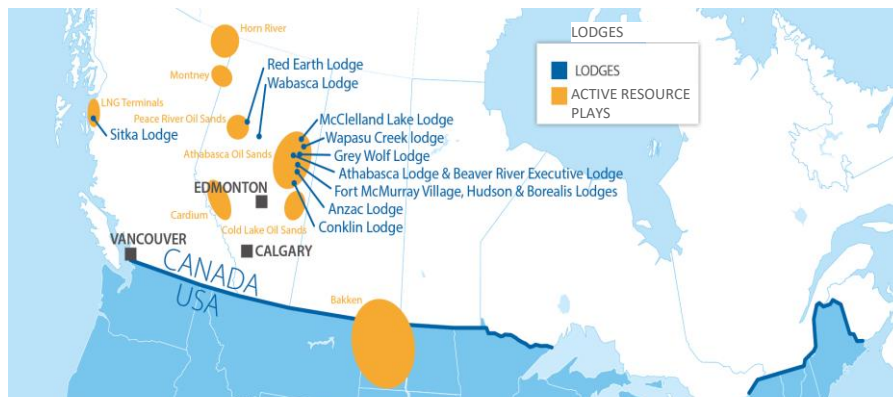 Horn River
LODGES
Montney
Red Earth Lodge
Wabasca Lodge
LODGES
ACTIVE RESOURCE
PLAYS
LNG Terminals
Sitka Lodge
Peace River Oil Sands
McClelland Lake Lodge
Wapasu Creek lodge
Grey Wolf Lodge
Athabasca Oil Sands
Athabasca Lodge & Beaver River Executive Lodge
Fort McMurray Village, Hudson & Borealis Lodges
Anzac Lodge
Conklin Lodge
EDMONTON
Cardium
Cold Lake Oil Sands
VANCOUVER
CALGARY
CANADA
USA
Bakken